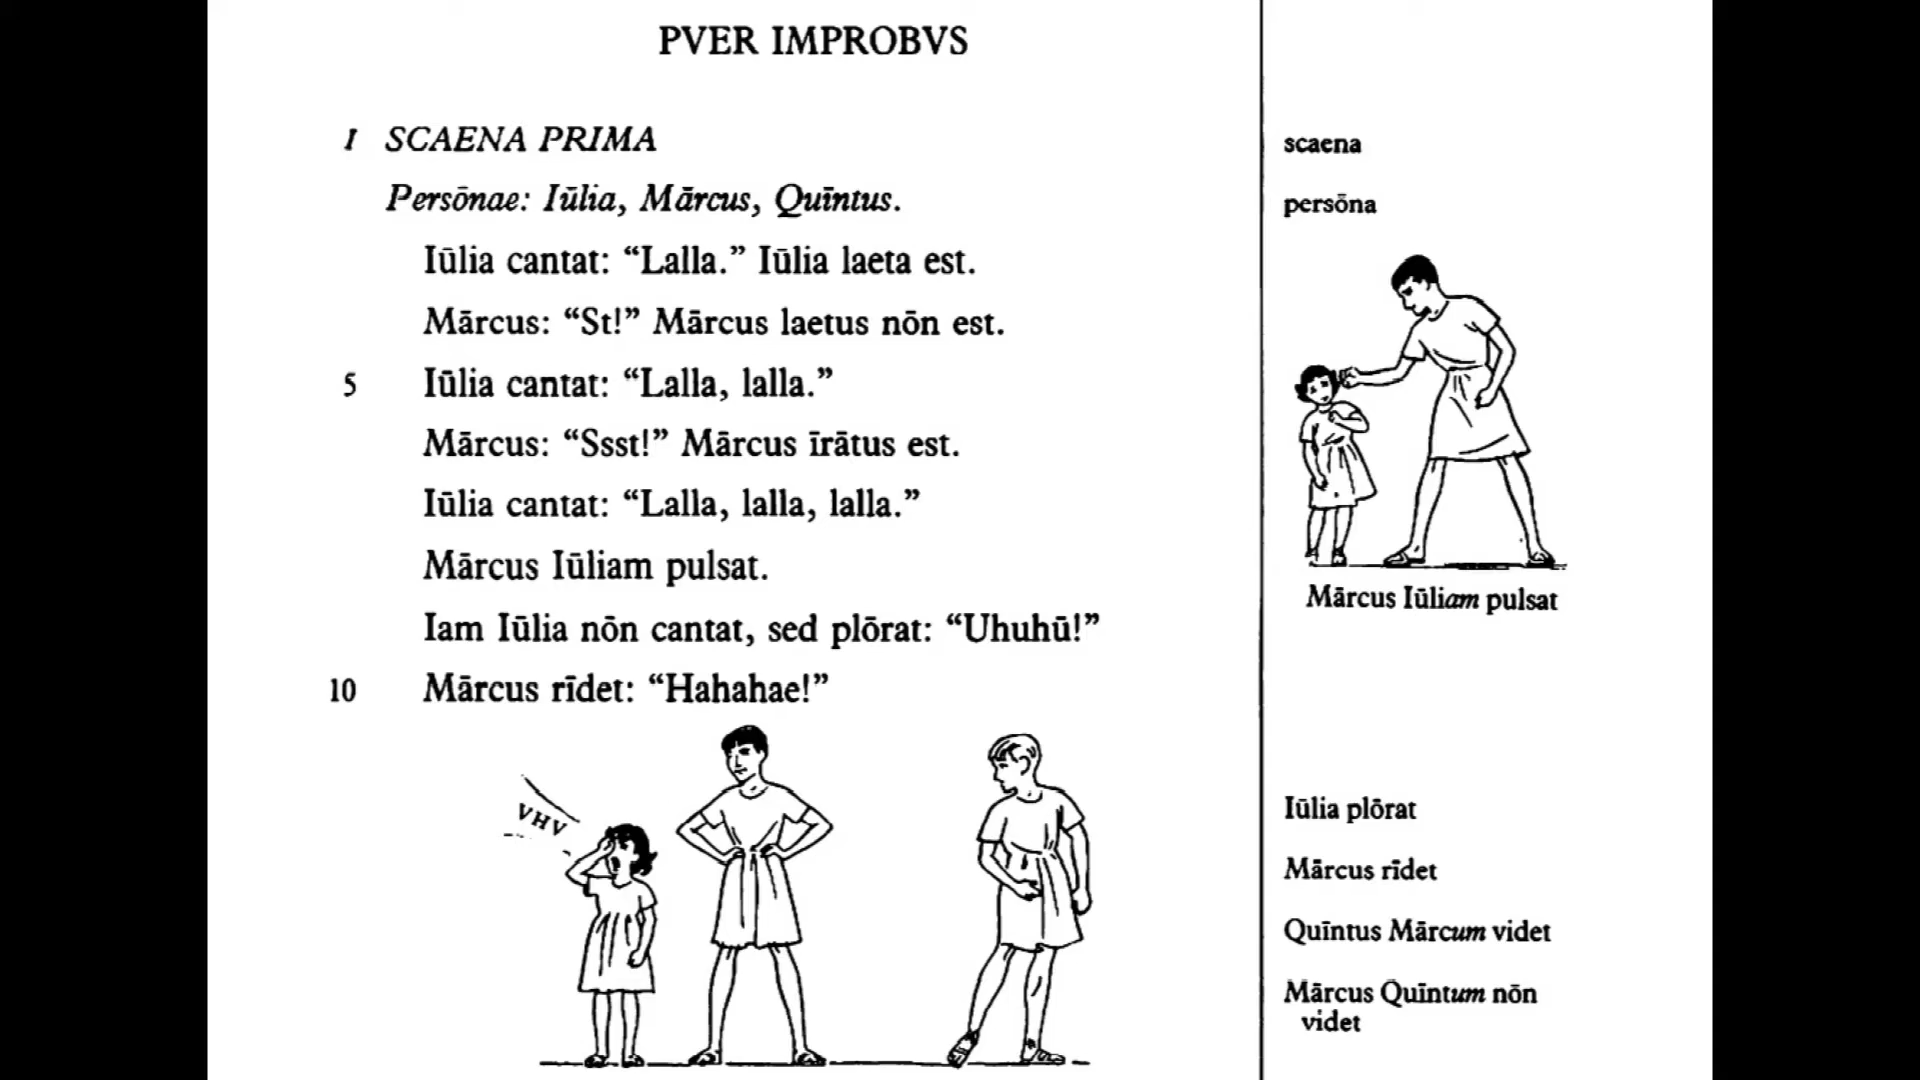 PVER IMPROBVS
I SCAENA PRIMA
Persōnae: Iūlia, Mārcus, Quīntus.
Iūlia cantat: “Lalla.” Iūlia laeta est.
Mārcus: “St!” Mārcus laetus nōn est.
5 Iūlia cantat: “Lalla, lalla.”
Mārcus: “Ssst!” Mārcus īrātus est.
Iūlia cantat: “Lalla, lalla, lalla.”
Mārcus Iūliam pulsat.
Iam Iūlia nōn cantat, sed plōrat: “Uhuhū!”
10 Mārcus rīdet: “Hahahae!”
VHV
scaena
persōna
Mārcus Iūliam pulsat
Iūlia plōrat
Mārcus rīdet
Quīntus Mārcum videt
Mārcus Quīntum nōn
videt